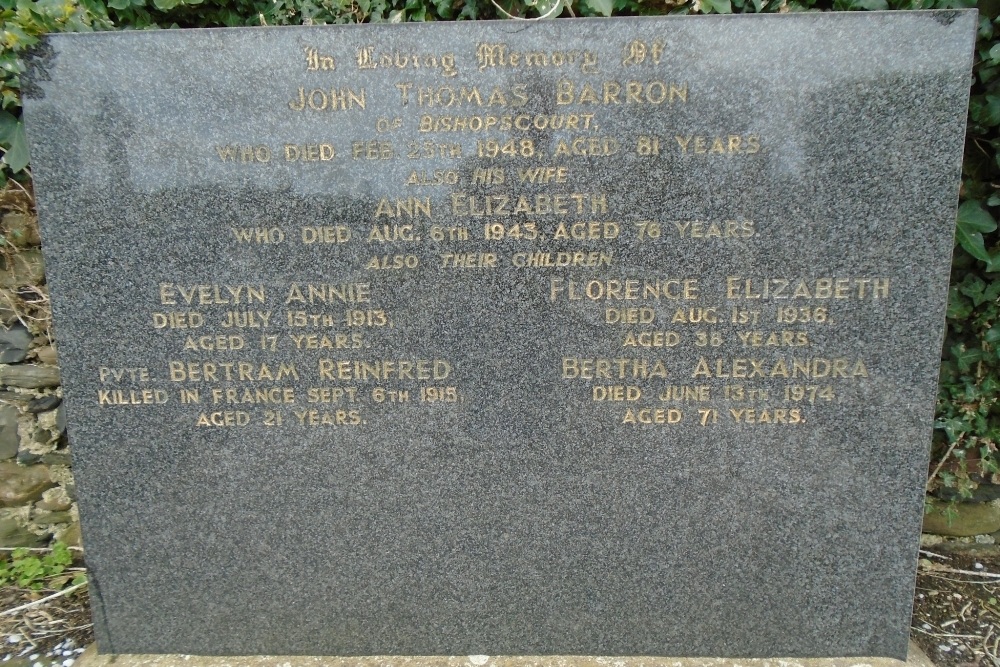 In Loving Memory Of
JOHN THOMAS BARRON
OF BISHOPSCOURT,
WHO DIED FEB. 25TH 1948, AGED 81 YEARS.
ALSO HIS WIFE
ANN ELIZABETH
WHO DIED AUG. 6TH 1943, AGED 76 YEARS.
ALSO THEIR CHILDREN
EVELYN ANNIE
DIED JULY 15TH 1913,
AGED 17 YEARS.
PVTE. BERTRAM REINFRED
KILLED IN FRANCE SEPT. 6TH 1915,
AGED 21 YEARS.
FLORENCE ELIZABETH
DIED AUG. 1ST 1936,
AGED 38 YEARS.
BERTHA ALEXANDRA
DIED JUNE 13TH 1974
AGED 71 YEARS.